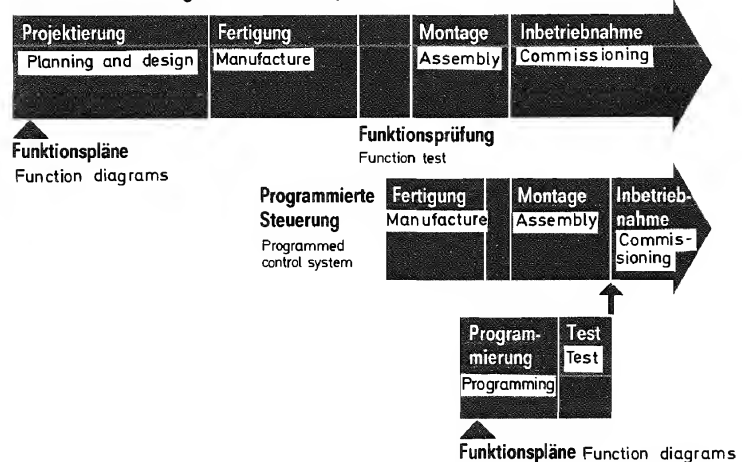 Projektierung
Planning and design
Fertigung
Manufacture
Montage
Assembly
Inbetriebnahme
Commissioning
Funktionspläne
Function diagrams
Funktionsprüfung
Function test
Programmierte
Steuerung
Programmed
control system
Fertigung
Manufacture
Montage
Assembly
Inbetrieb-
nahme
Commis-
sioning
Program-
mierung
Programming
Test
Test
Funktionspläne Function diagrams